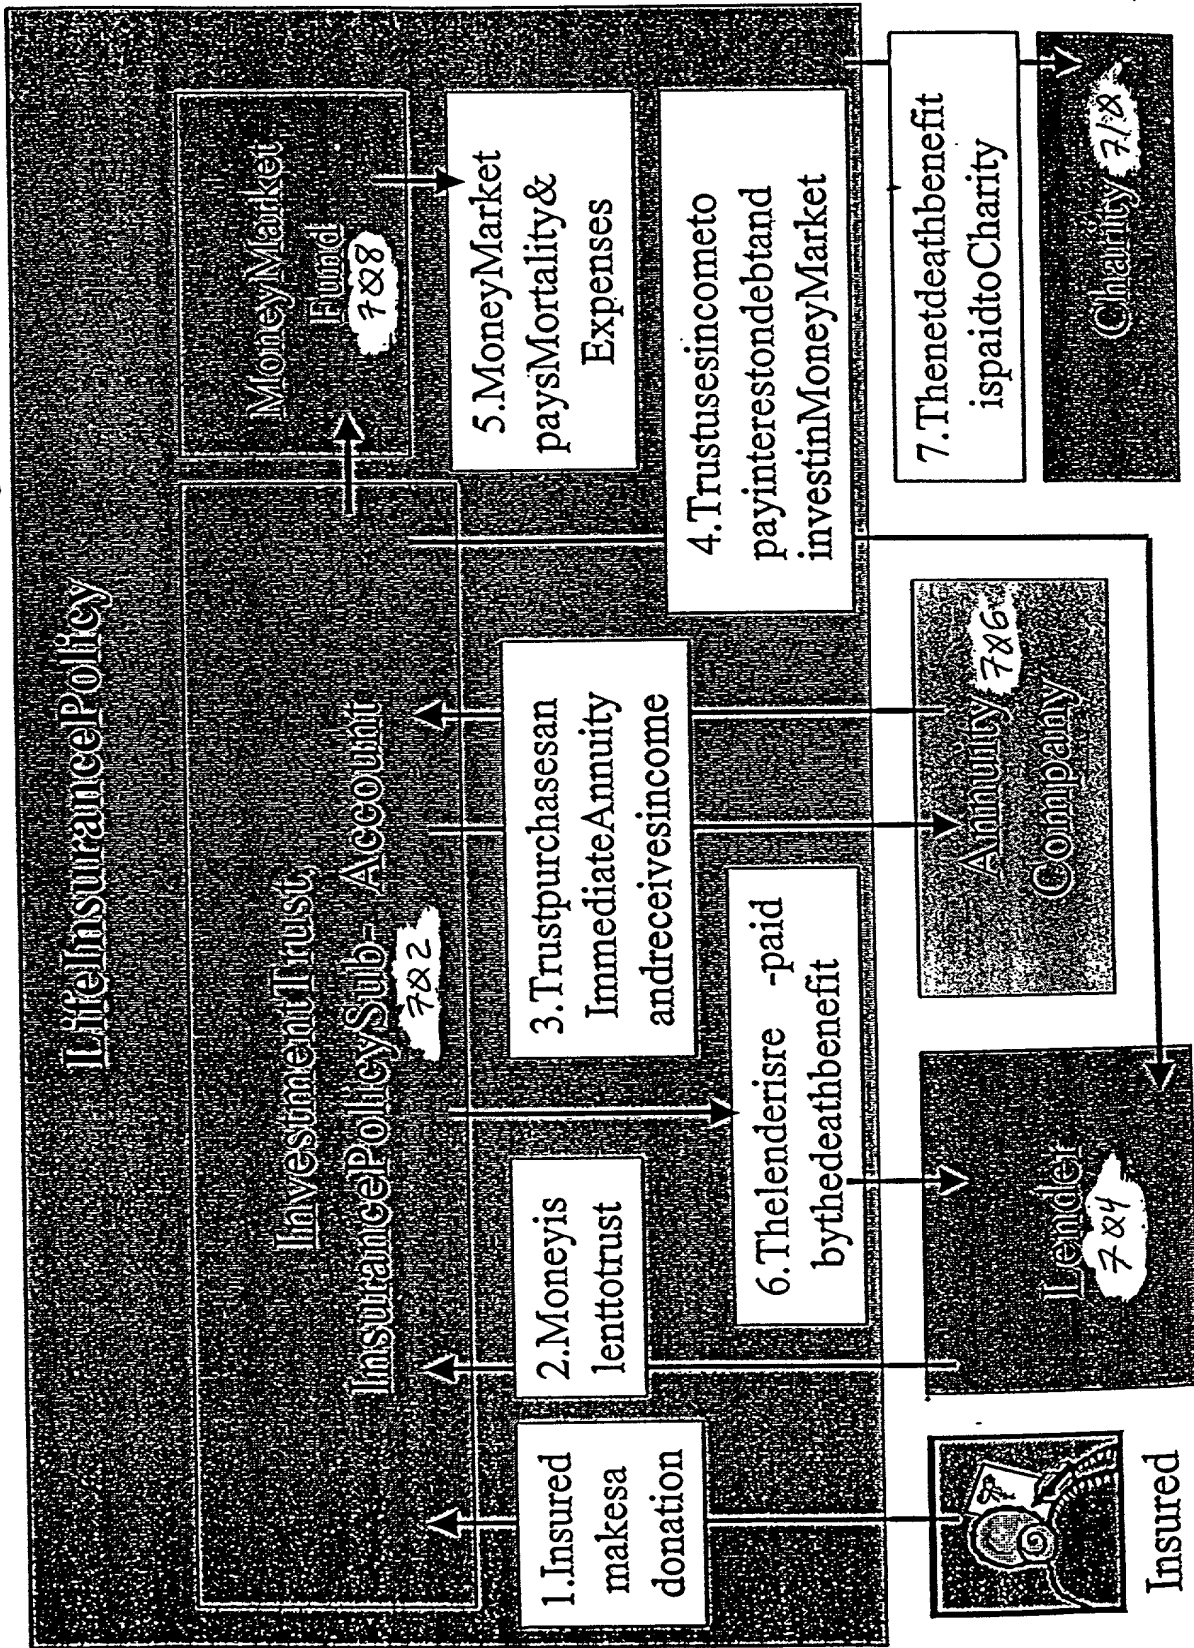 LifeInsurancePolicy
InvestmentTrust,
InsurancePolicySub- Account
702
MoneyMarket
Fund
708
1.Insured
makesa
donation
2.Moneyis
lenttotrust
3.Trustpurchasesan
ImmediateAnnuity
andreceivesincome
5.MoneyMarket
paysMortality&
Expenses
6.Thelenderisre -paid
bythedeathbenefit
4.Trustusesincometo
payinterestondebtand
investinMoneyMarket
7.Thenetdeathbenefit
ispaidtoCharity
Insured
Lender
704
Annuity 706
Company
Charity 710